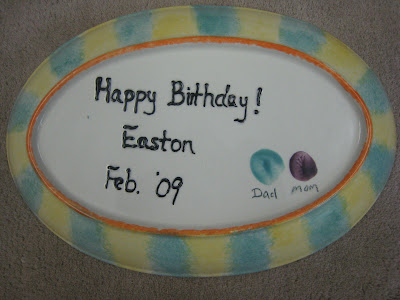 Happy Birthday!
Easton
Feb. '09
Dad Mom